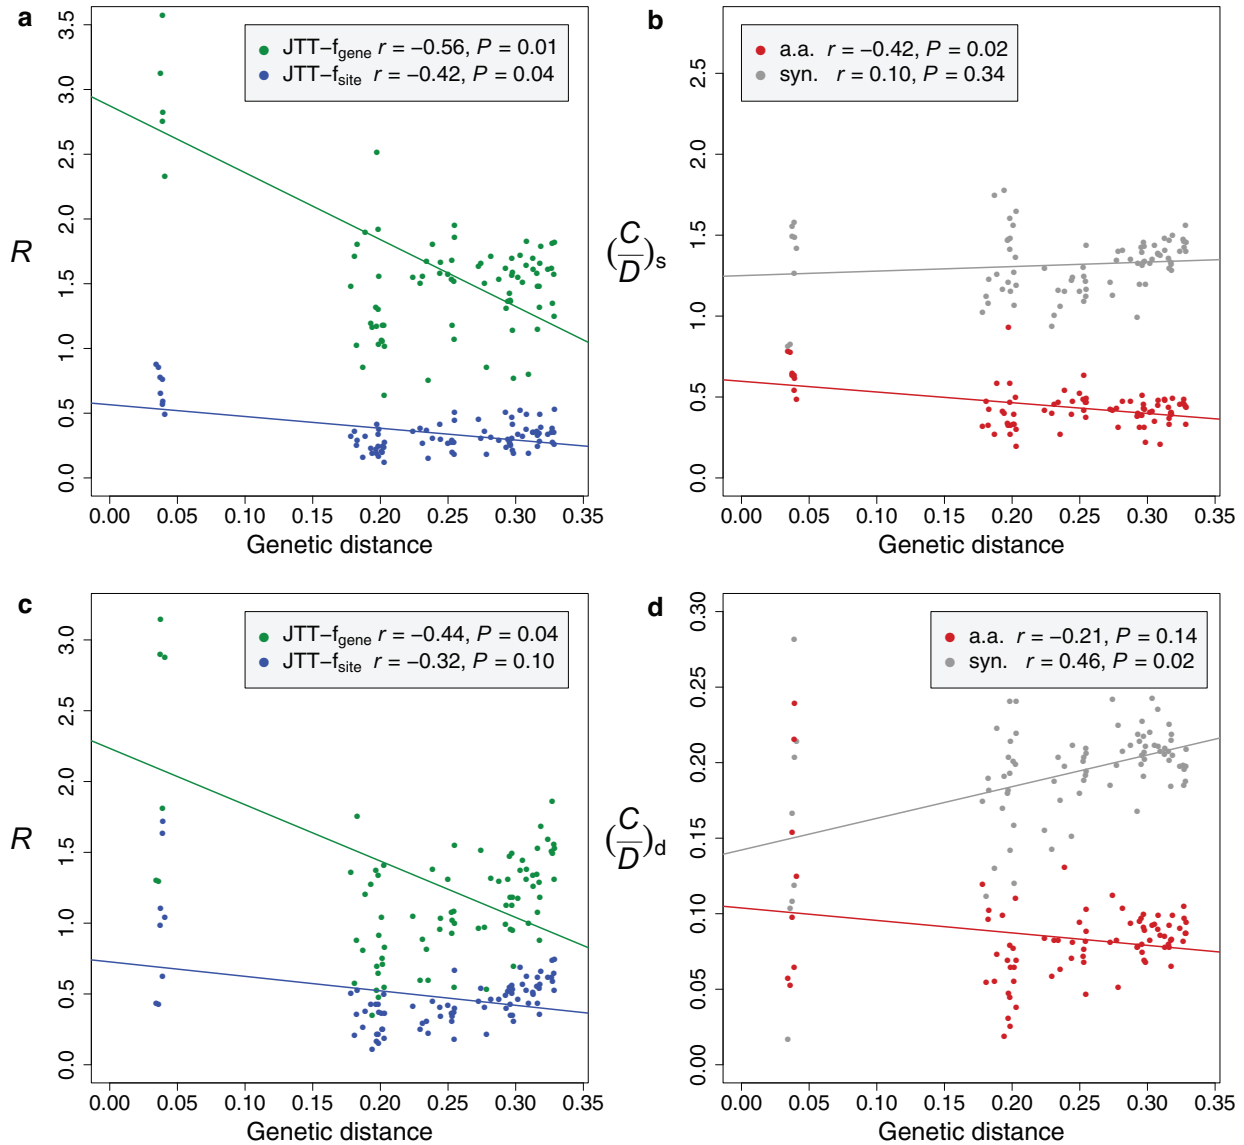 a
JTT−fgene r = −0.56, P = 0.01
JTT−fsite r = −0.42, P = 0.04
R
0.0 0.5 1.0 1.5 2.0 2.5 3.0 3.5
0.00 0.05 0.10 0.15 0.20 0.25 0.30 0.35
Genetic distance
b
a.a. r = −0.42, P = 0.02
syn. r = 0.10, P = 0.34
(C/D)s
0.0 0.5 1.0 1.5 2.0 2.5
0.00 0.05 0.10 0.15 0.20 0.25 0.30 0.35
Genetic distance
c
JTT−fgene r = −0.44, P = 0.04
JTT−fsite r = −0.32, P = 0.10
R
0.0 0.5 1.0 1.5 2.0 2.5 3.0
0.00 0.05 0.10 0.15 0.20 0.25 0.30 0.35
Genetic distance
d
a.a. r = −0.21, P = 0.14
syn. r = 0.46, P = 0.02
(C/D)d
0.00 0.05 0.10 0.15 0.20 0.25 0.30
0.00 0.05 0.10 0.15 0.20 0.25 0.30 0.35
Genetic distance